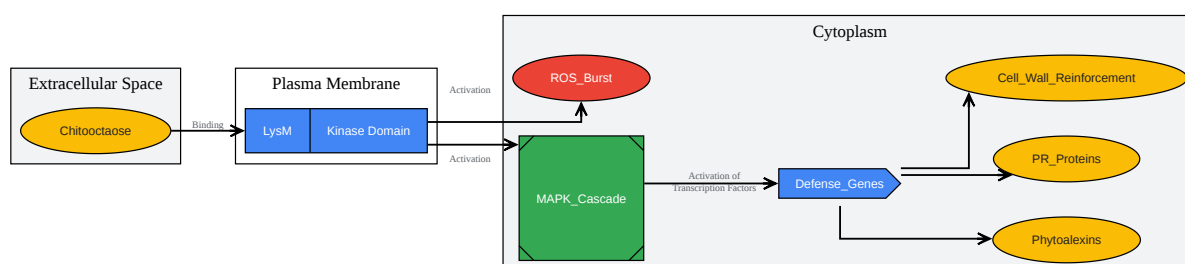 Cytoplasm
Extracellular Space
Plasma Membrane
ROS_Burst
Cell_Wall_Reinforcement
Activation
Chitooctaose
Binding
LysM
Kinase Domain
Activation
PR_Proteins
MAPK_Cascade
Activation of
Transcription Factors
Defense_Genes
Phytoalexins